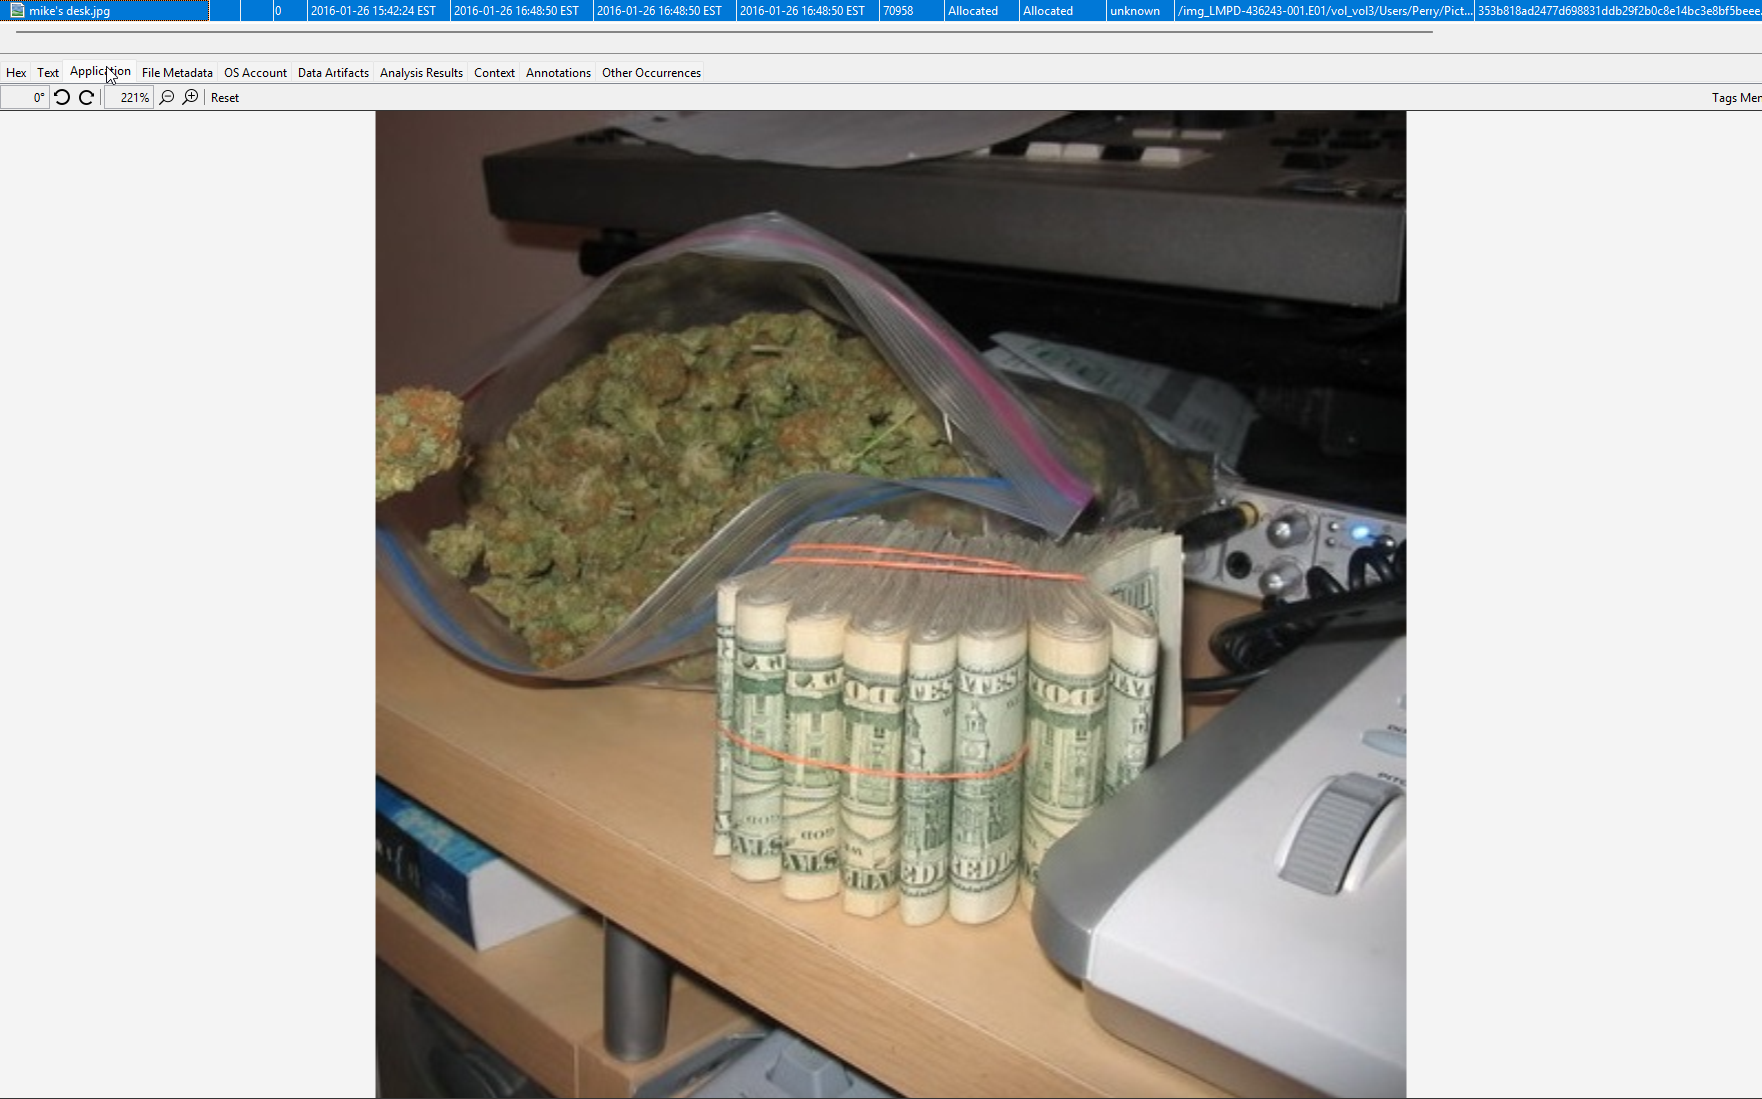 mike's desk.jpg 0 2016-01-26 15:42:24 EST 2016-01-26 16:48:50 EST 2016-01-26 16:48:50 EST 2016-01-26 16:48:50 EST 70958 Allocated Allocated unknown /img_LMPD-436243-001.E01/vol_vol3/Users/Perry/Pict... 353b818ad2477d698831ddb29f2b0c8e14bc3e8bf5beee
Hex Text Application File Metadata OS Account Data Artifacts Analysis Results Context Annotations Other Occurrences
0° 221% Reset Tags Men